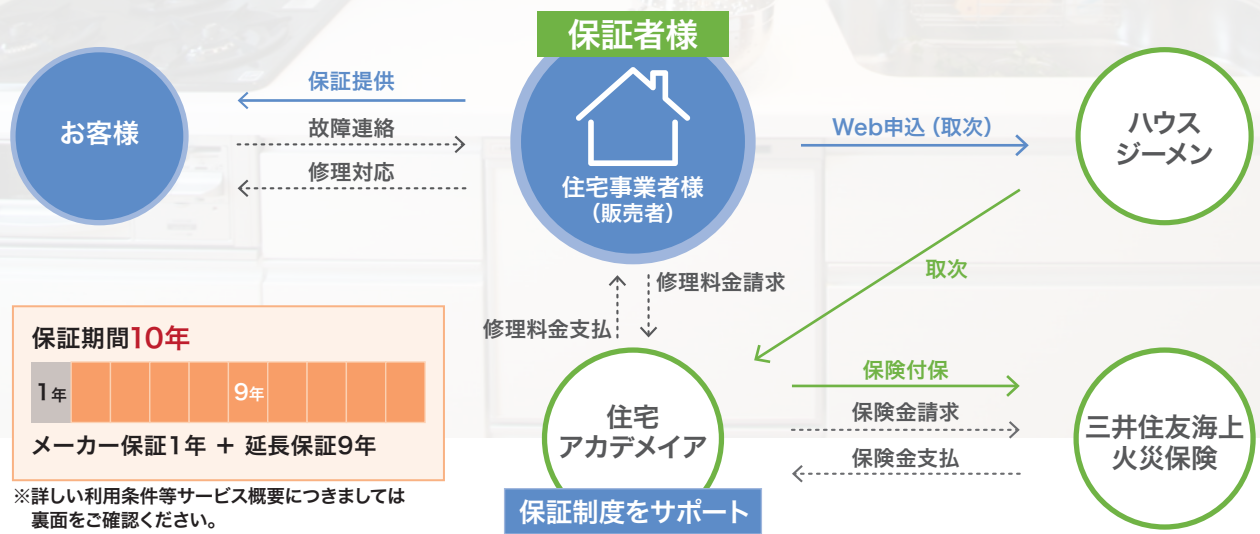 保証者様
お客様
保証提供
故障連絡
修理対応
住宅事業者様
（販売者）
Web申込（取次）
ハウス
ジーメン
取次
修理料金請求
修理料金支払
保証期間10年
1年
9年
メーカー保証1年 ＋ 延長保証9年
※詳しい利用条件等サービス概要につきましては
裏面をご確認ください。
住宅
アカデメイア
保証制度をサポート
保険付保
保険金請求
保険金支払
三井住友海上
火災保険